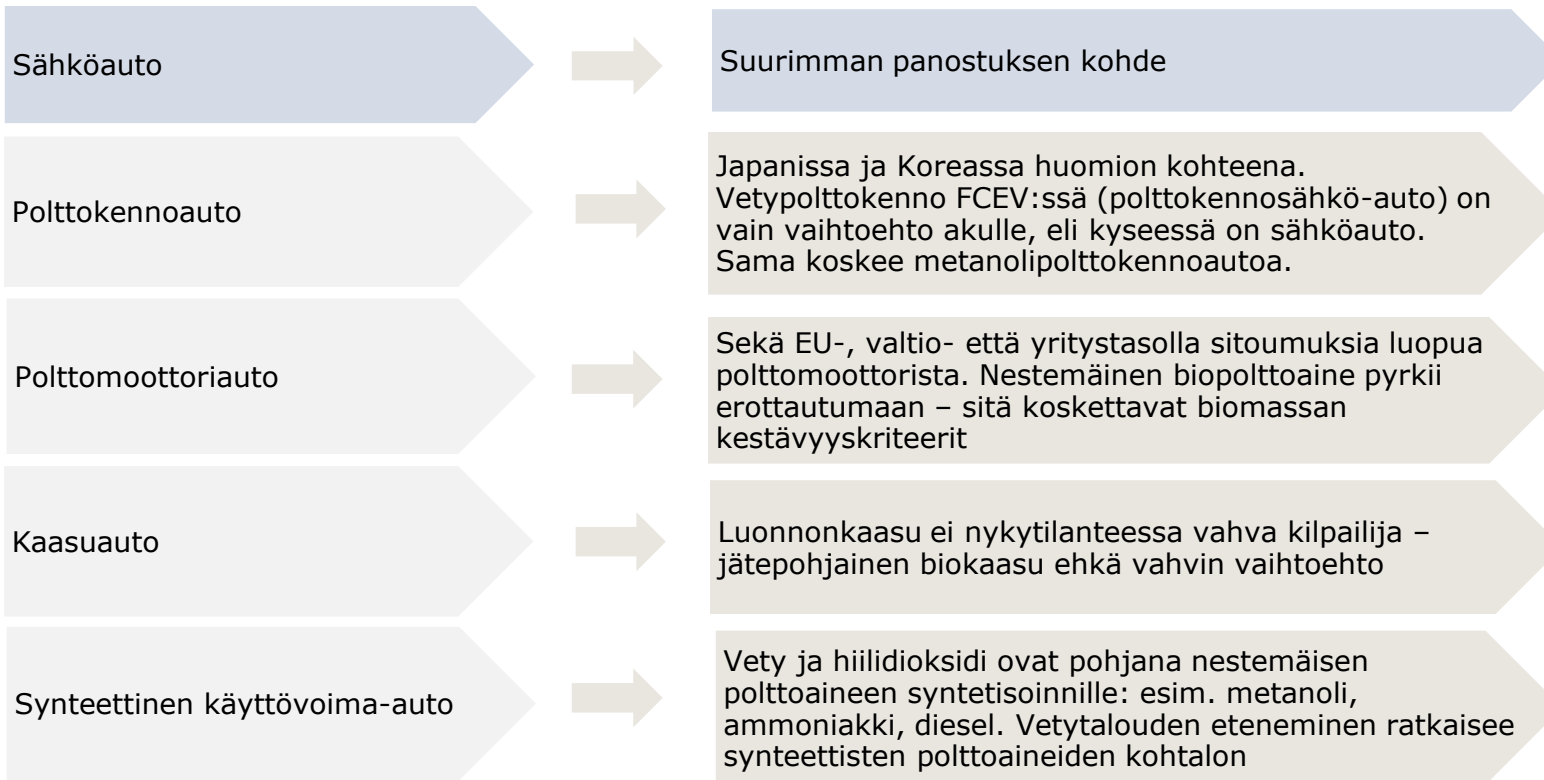 Sähköauto
Suurimman panostuksen kohde
Polttokennoauto
Japanissa ja Koreassa huomion kohteena.
Vetypolttokenno FCEV:ssä (polttokennosähkö-auto) on
vain vaihtoehto akulle, eli kyseessä on sähköauto.
Sama koskee metanolipolttokennoautoa.
Polttomoottoriauto
Sekä EU-, valtio- että yritystasolla sitoumuksia luopua
polttomoottorista. Nestemäinen biopolttoaine pyrkii
erottautumaan – sitä koskettavat biomassan
kestävyyskriteerit
Kaasuauto
Luonnonkaasu ei nykytilanteessa vahva kilpailija –
jätepohjainen biokaasu ehkä vahvin vaihtoehto
Synteettinen käyttövoima-auto
Vety ja hiilidioksidi ovat pohjana nestemäisen
polttoaineen syntetisoinnille: esim. metanoli,
ammoniakki, diesel. Vetytalouden eteneminen ratkaisee
synteettisten polttoaineiden kohtalon